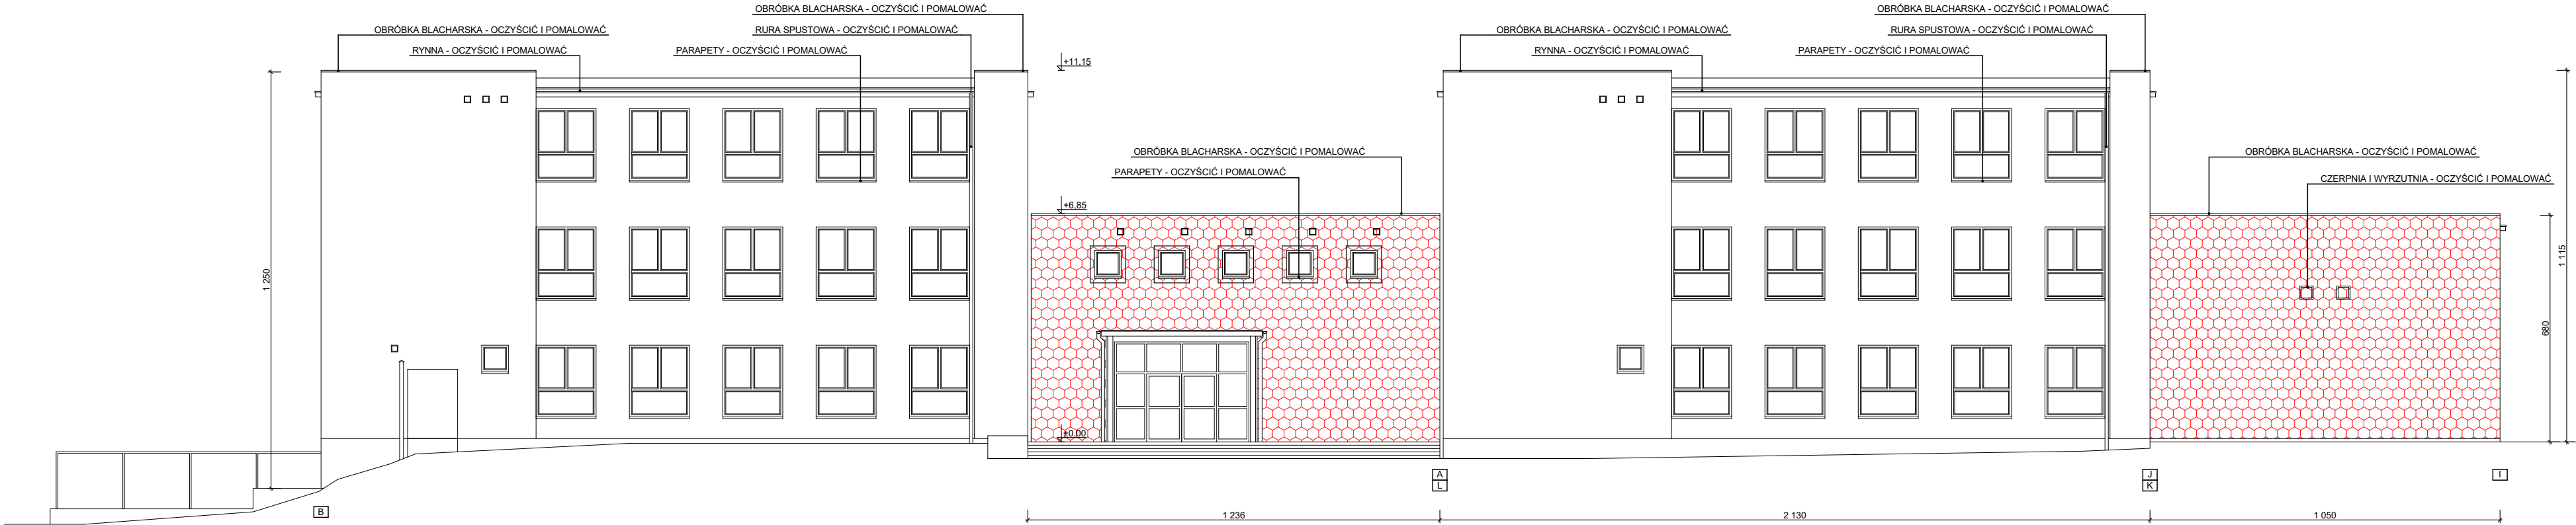 OBRÓBKA BLACHARSKA - OCZYŚCIĆ I POMALOWAĆ
OBRÓBKA BLACHARSKA - OCZYŚCIĆ I POMALOWAĆ
OBRÓBKA BLACHARSKA - OCZYŚCIĆ I POMALOWAĆ
RURA SPUSTOWA - OCZYŚCIĆ I POMALOWAĆ
OBRÓBKA BLACHARSKA - OCZYŚCIĆ I POMALOWAĆ
RURA SPUSTOWA - OCZYŚCIĆ I POMALOWAĆ
RYNNA - OCZYŚCIĆ I POMALOWAĆ
PARAPETY - OCZYŚCIĆ I POMALOWAĆ
RYNNA - OCZYŚCIĆ I POMALOWAĆ
PARAPETY - OCZYŚCIĆ I POMALOWAĆ
+11,15
OBRÓBKA BLACHARSKA - OCZYŚCIĆ I POMALOWAĆ
OBRÓBKA BLACHARSKA - OCZYŚCIĆ I POMALOWAĆ
PARAPETY - OCZYŚCIĆ I POMALOWAĆ
CZERPNIA I WYRZUTNIA - OCZYŚCIĆ I POMALOWAĆ
+6,85
1 250
1 115
680
±0,00
A
L
J
K
I
B
1 236
2 130
1 050